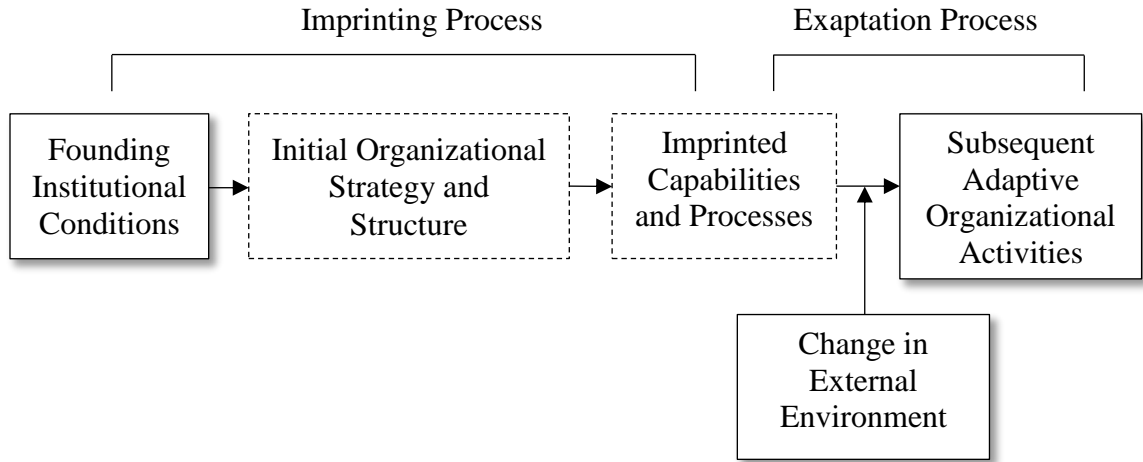 Imprinting Process
Exaptation Process
Founding
Institutional
Conditions
Initial Organizational
Strategy and
Structure
Imprinted
Capabilities
and Processes
Subsequent
Adaptive
Organizational
Activities
Change in
External
Environment